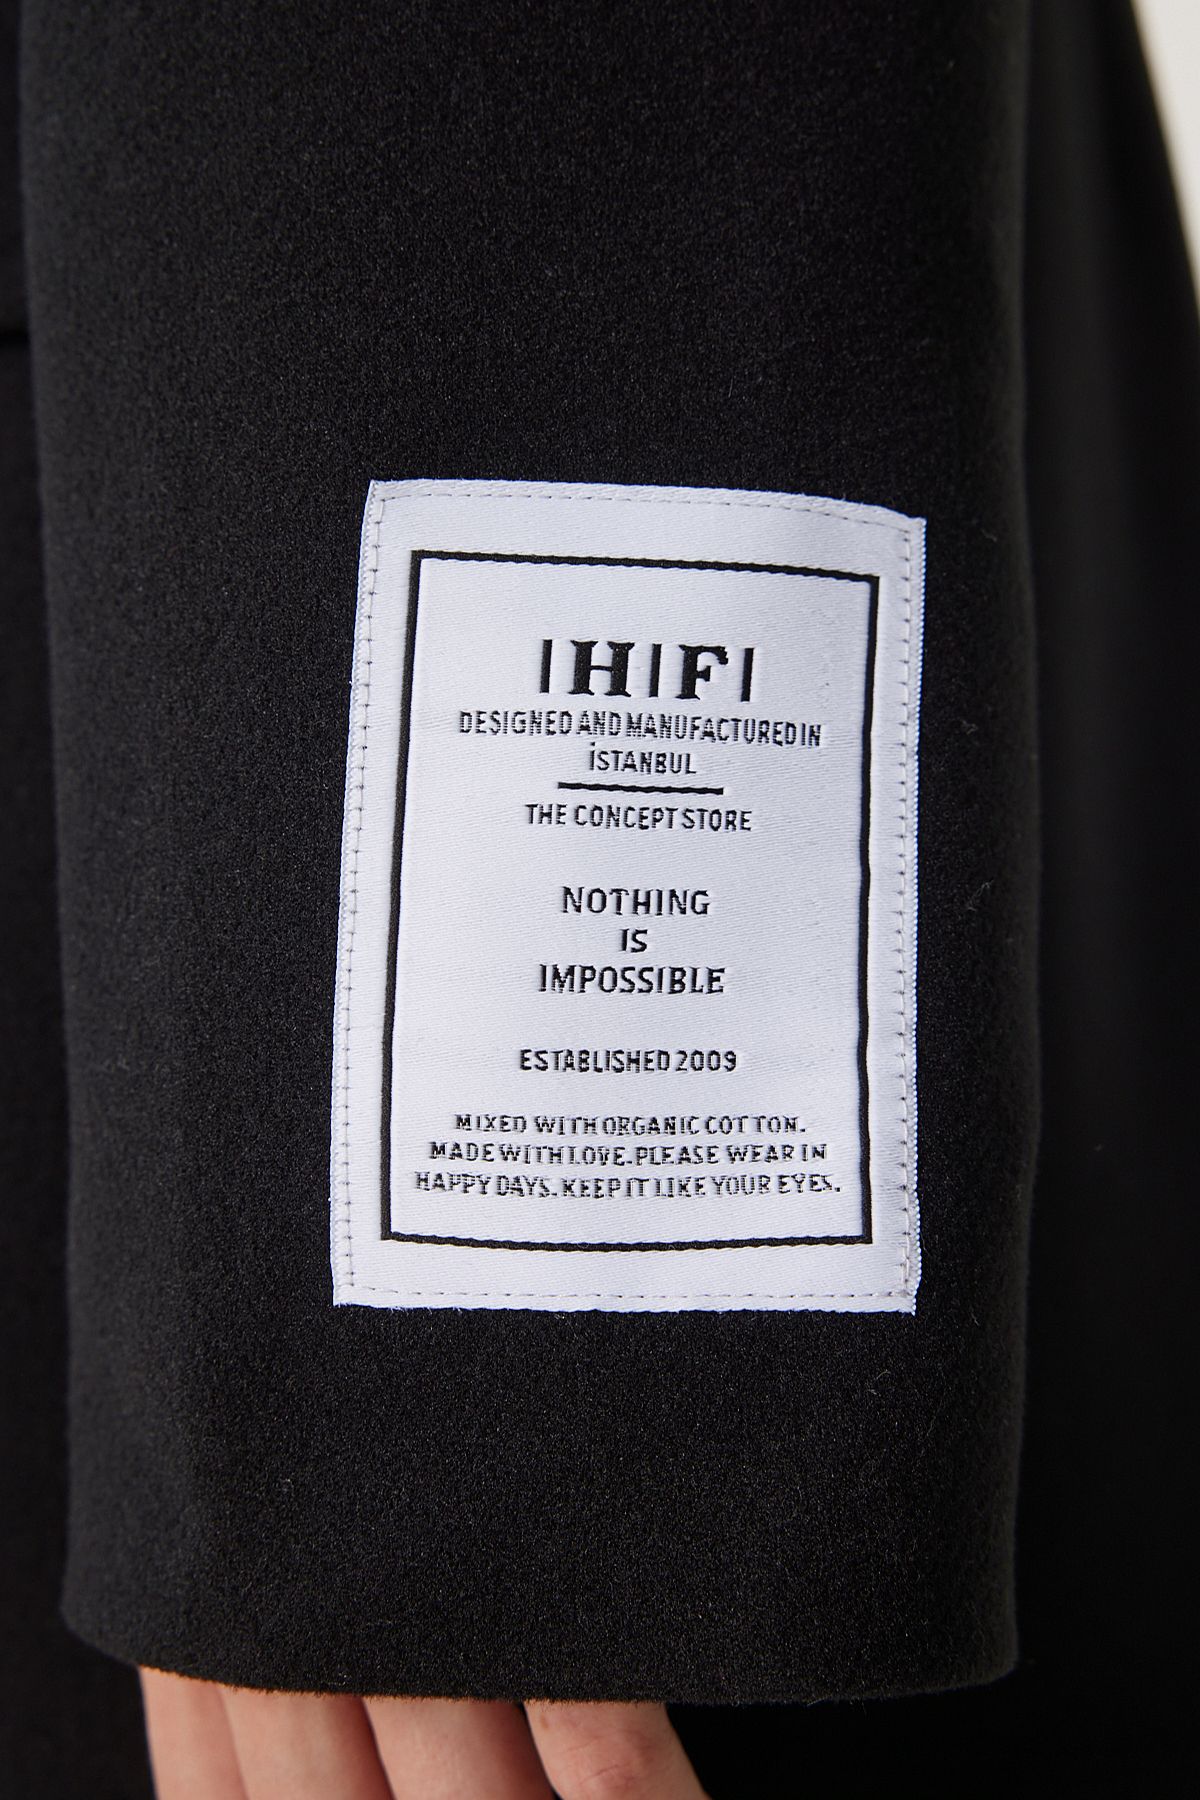 |H|F|
DESIGNED AND MANUFACTURED IN
İSTANBUL
THE CONCEPT STORE
NOTHING
IS
IMPOSSIBLE
ESTABLISHED 2009
MIXED WITH ORGANIC COTTON.
MADE WITH LOVE. PLEASE WEAR IN
HAPPY DAYS. KEEP IT LIKE YOUR EYES.